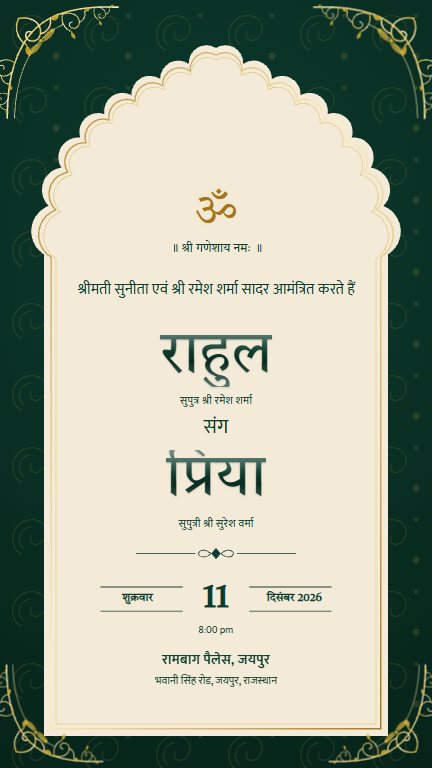 ॐ
॥ श्री गणेशाय नमः ॥
श्रीमती सुनीता एवं श्री रमेश शर्मा सादर आमंत्रित करते हैं
राहुल
सुपुत्र श्री रमेश शर्मा
संग
प्रिया
सुपुत्री श्री सुरेश वर्मा
शुक्रवार 11 दिसंबर 2026
8:00 pm
रामबाग पैलेस, जयपुर
भवानी सिंह रोड, जयपुर, राजस्थान